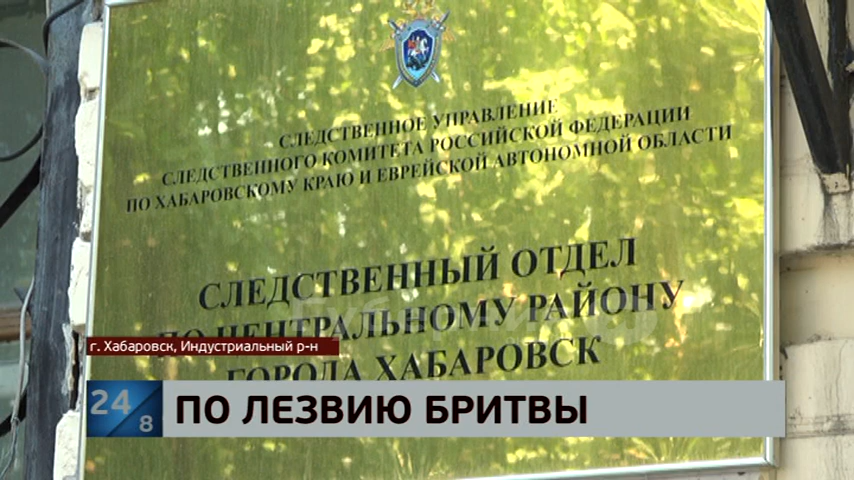 СЛЕДСТВЕННОЕ УПРАВЛЕНИЕ
СЛЕДСТВЕННОГО КОМИТЕТА РОССИЙСКОЙ ФЕДЕРАЦИИ
ПО ХАБАРОВСКОМУ КРАЮ И ЕВРЕЙСКОЙ АВТОНОМНОЙ ОБЛАСТИ
СЛЕДСТВЕННЫЙ ОТДЕЛ
ПО ЦЕНТРАЛЬНОМУ РАЙОНУ
ГОРОДА ХАБАРОВСК
г. Хабаровск, Индустриальный р-н
24
8
ПО ЛЕЗВИЮ БРИТВЫ